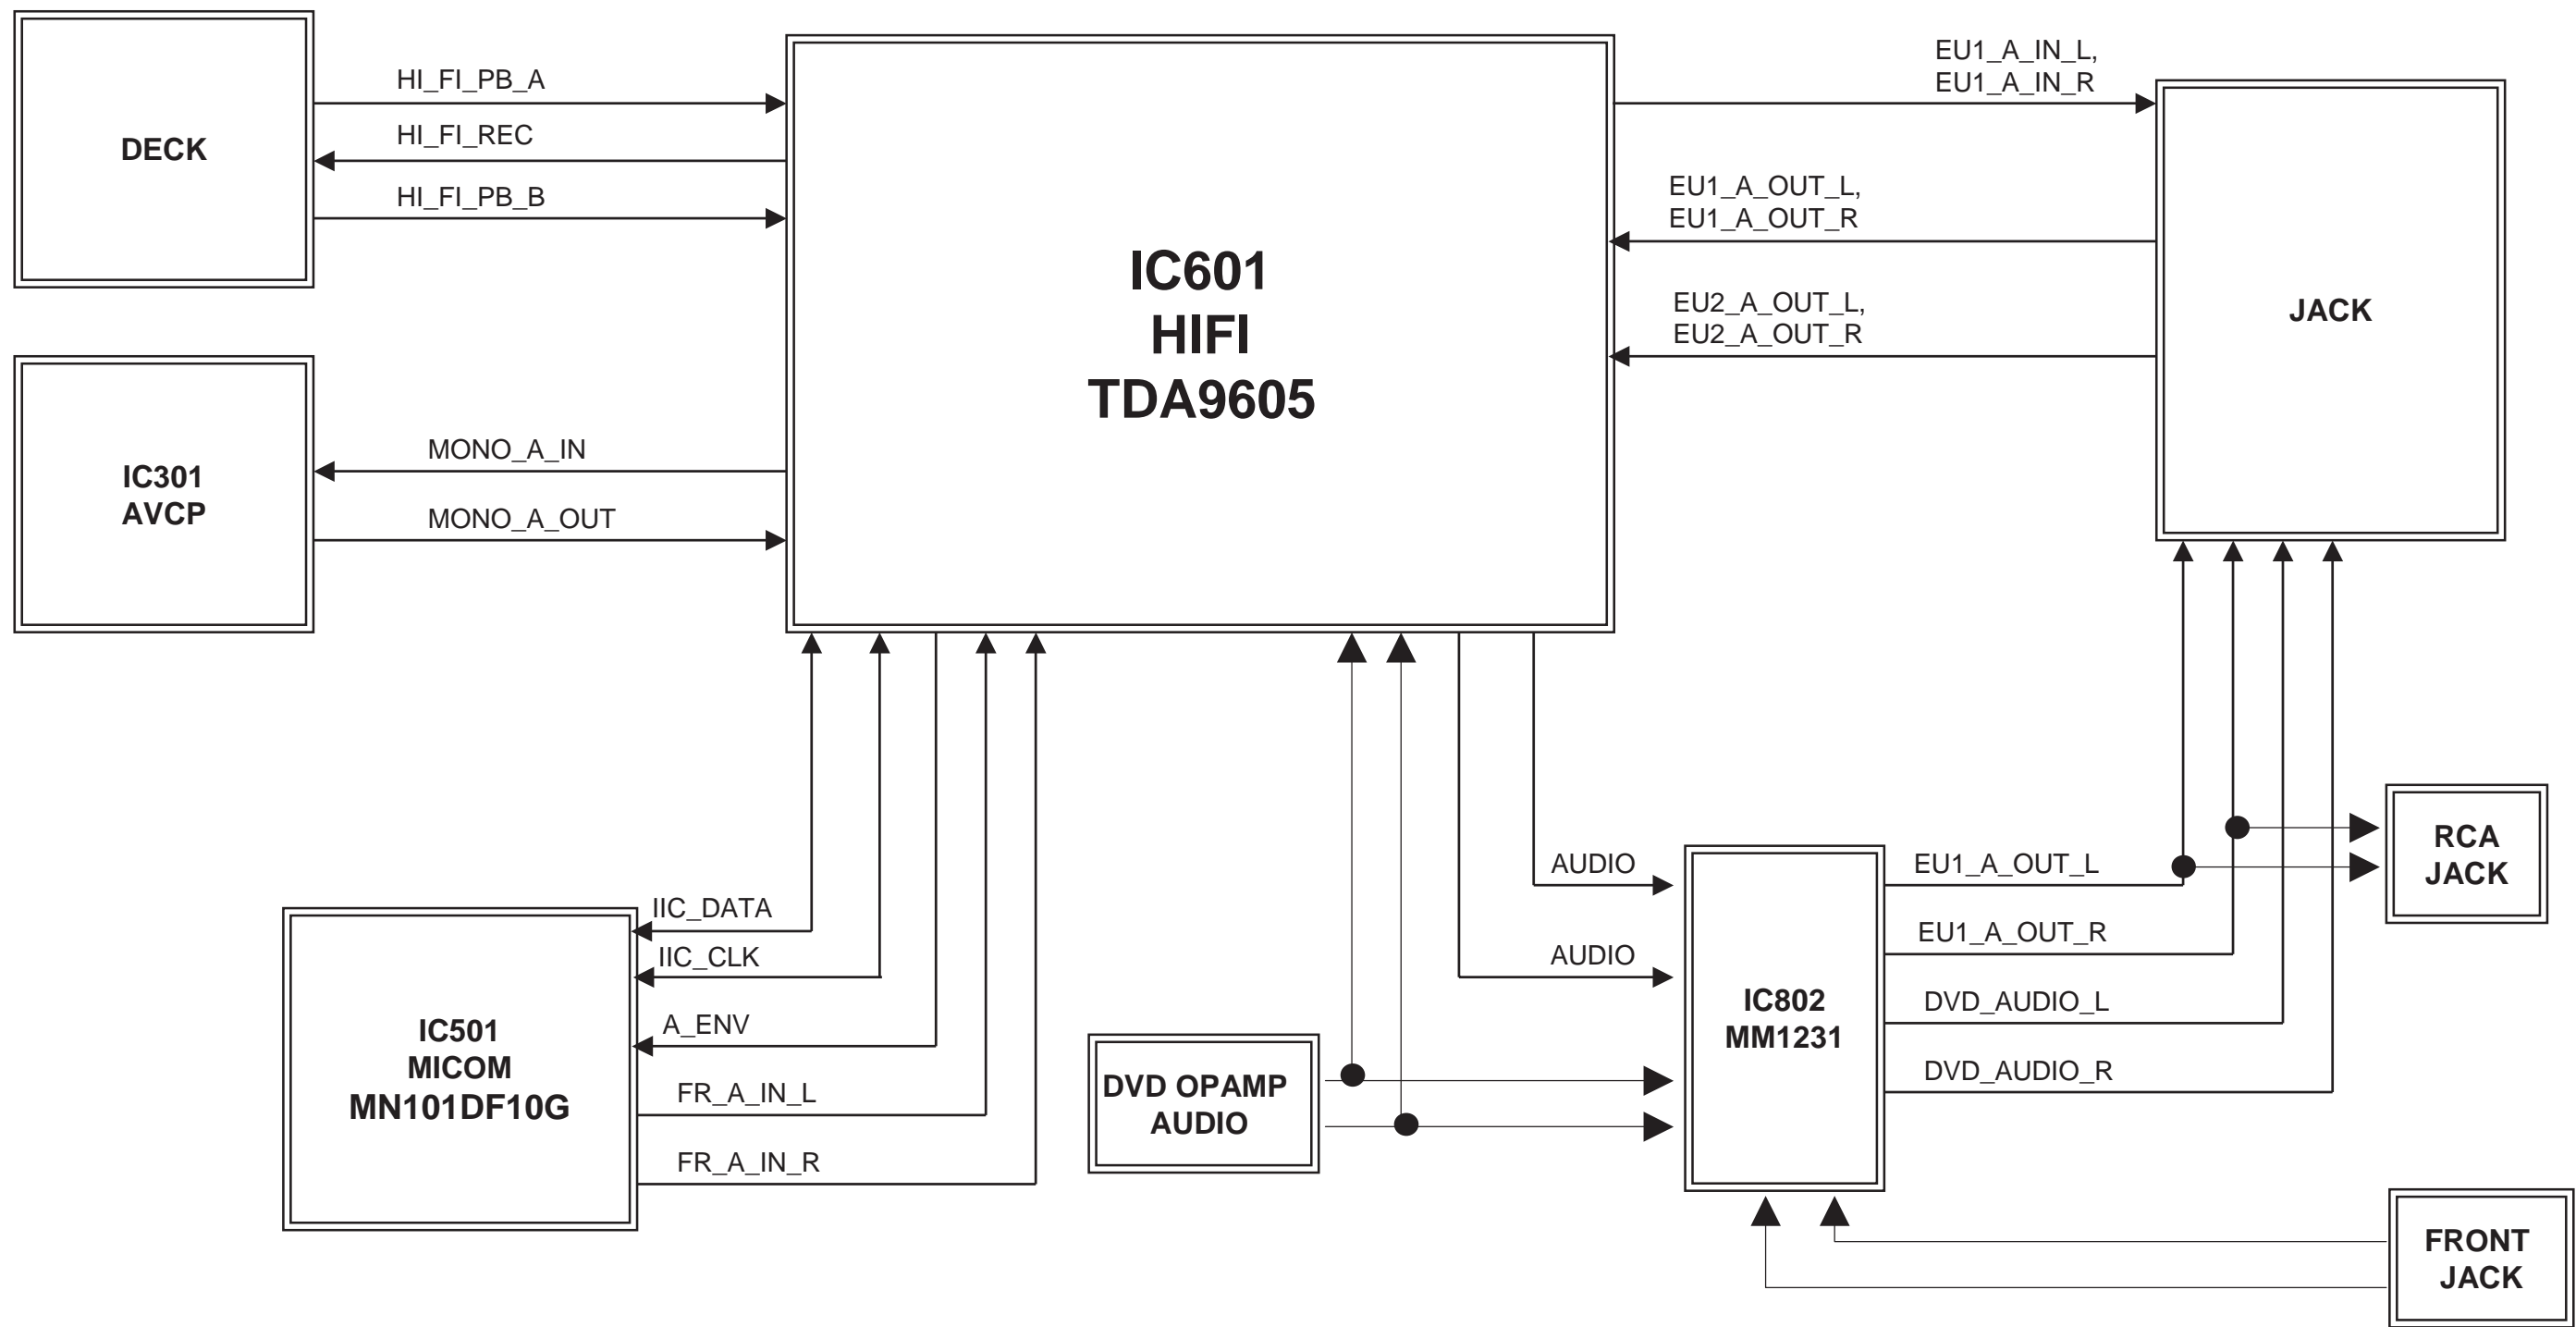 DECK
HI_FI_PB_A
HI_FI_REC
HI_FI_PB_B
IC601
HIFI
TDA9605
EU1_A_IN_L,
EU1_A_IN_R
EU1_A_OUT_L,
EU1_A_OUT_R
EU2_A_OUT_L,
EU2_A_OUT_R
JACK
IC301
AVCP
MONO_A_IN
MONO_A_OUT
IC501
MICOM
MN101DF10G
IIC_DATA
IIC_CLK
A_ENV
FR_A_IN_L
FR_A_IN_R
DVD OPAMP
AUDIO
AUDIO
AUDIO
IC802
MM1231
EU1_A_OUT_L
EU1_A_OUT_R
DVD_AUDIO_L
DVD_AUDIO_R
RCA
JACK
FRONT
JACK